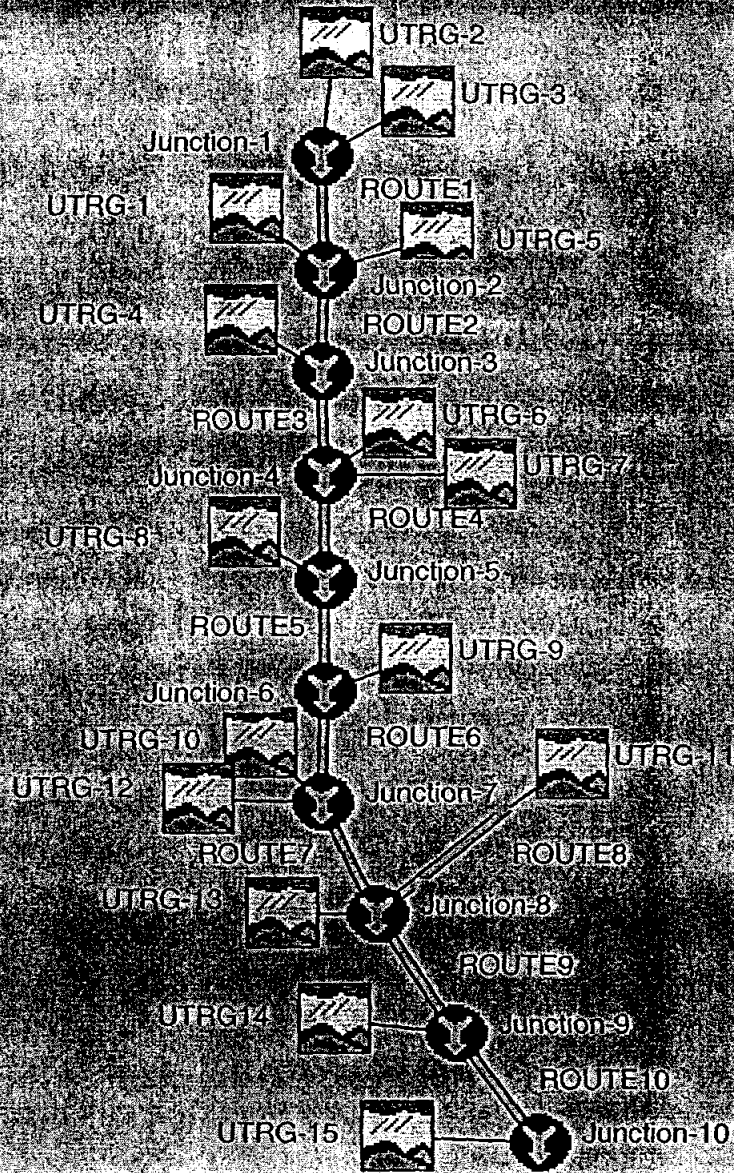 UTRG-2
UTRG-3
Junction-1
ROUTE1
UTRG-1
UTRG-5
Junction-2
UTRG-4
ROUTE2
Junction-3
ROUTE3
UTRG-6
UTRG-7
Junction-4
ROUTE4
UTRG-8
Junction-5
ROUTE5
UTRG-9
Junction-6
UTRG-10
ROUTE6
UTRG-11
UTRG-12
Junction-7
ROUTE7
ROUTE8
UTRG-13
Junction-8
ROUTE9
UTRG14
Junction-9
ROUTE10
UTRG-15
Junction-10